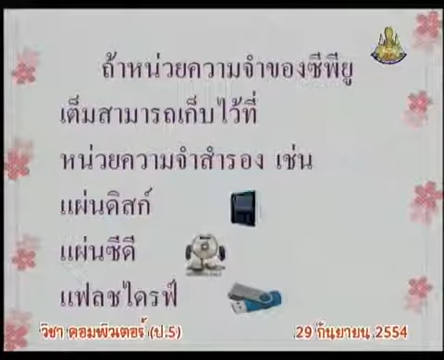 ถ้าหน่วยความจำของซีพียู
เต็มสามารถเก็บไว้ที่
หน่วยความจำสำรอง เช่น
แผ่นดิสก์
แผ่นซีดี
แฟลชไดรฟ์
วิชา คอมพิวเตอร์ (ป.5) 29 กันยายน 2554